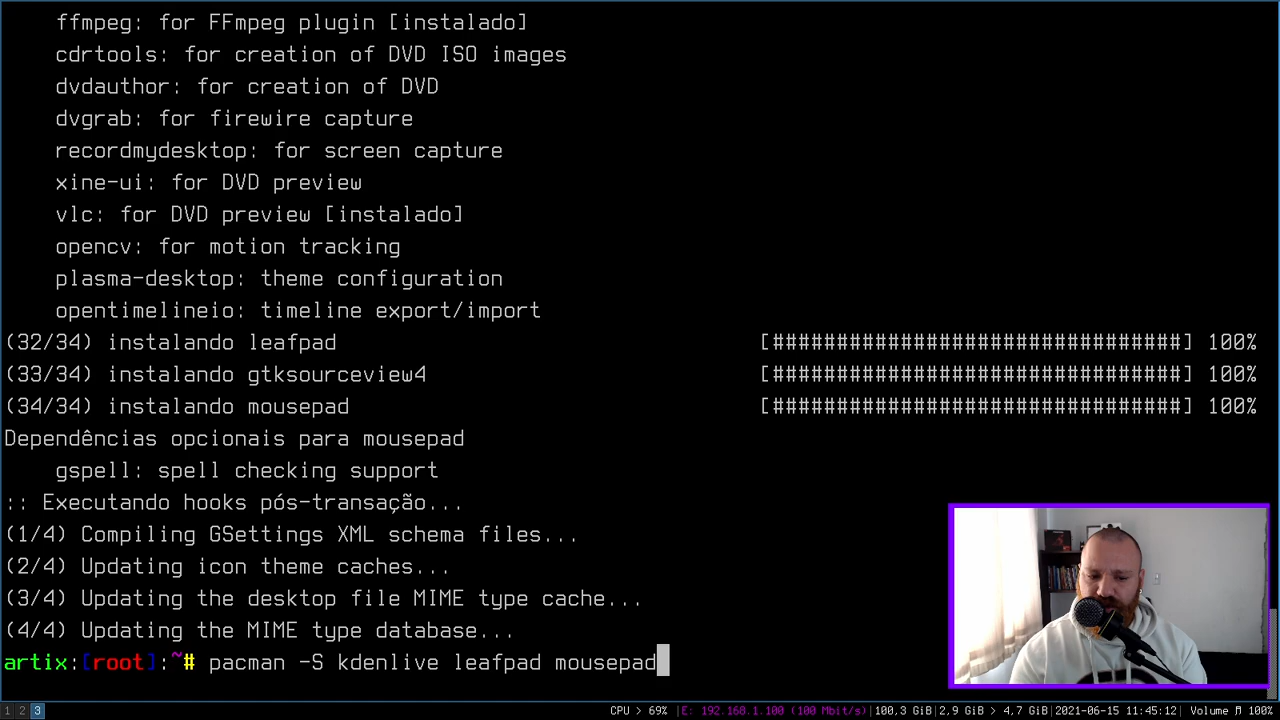 ffmpeg: for FFmpeg plugin [instalado]
cdrtools: for creation of DVD ISO images
dvdauthor: for creation of DVD
dvgrab: for firewire capture
recordmydesktop: for screen capture
xine-ui: for DVD preview
vlc: for DVD preview [instalado]
opencv: for motion tracking
plasma-desktop: theme configuration
opentimelineio: timeline export/import
(32/34) instalando leafpad [################################] 100%
(33/34) instalando gtksourceview4 [################################] 100%
(34/34) instalando mousepad [################################] 100%
Dependências opcionais para mousepad
gspell: spell checking support
:: Executando hooks pós-transação...
(1/4) Compiling GSettings XML schema files...
(2/4) Updating icon theme caches...
(3/4) Updating the desktop file MIME type cache...
(4/4) Updating the MIME type database...
artix:[root]:~# pacman -S kdenlive leafpad mousepad
1 2 3 CPU > 69% |E: 192.168.1.100 (100 Mbit/s)|100,3 GiB|2,9 GiB > 4,7 GiB|2021-06-15 11:45:12 |Volume ♬ 100%